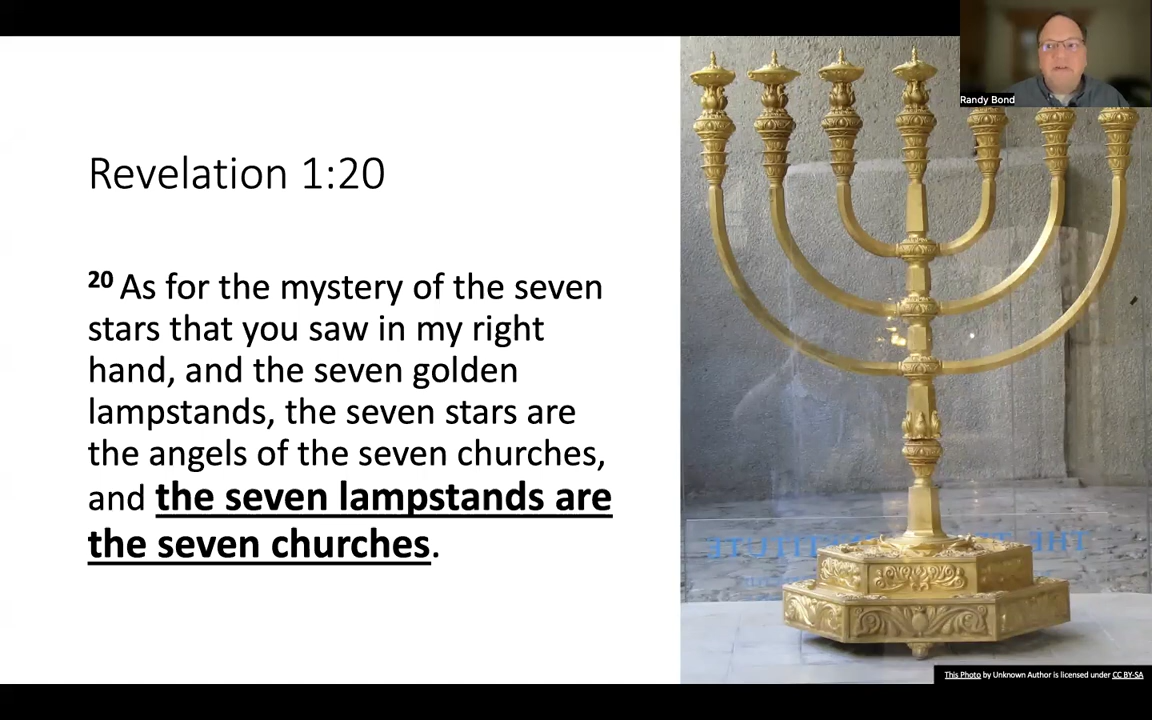 Randy Bond
Revelation 1:20
20 As for the mystery of the seven
stars that you saw in my right
hand, and the seven golden
lampstands, the seven stars are
the angels of the seven churches,
and the seven lampstands are
the seven churches.
This Photo by Unknown Author is licensed under CC BY-SA